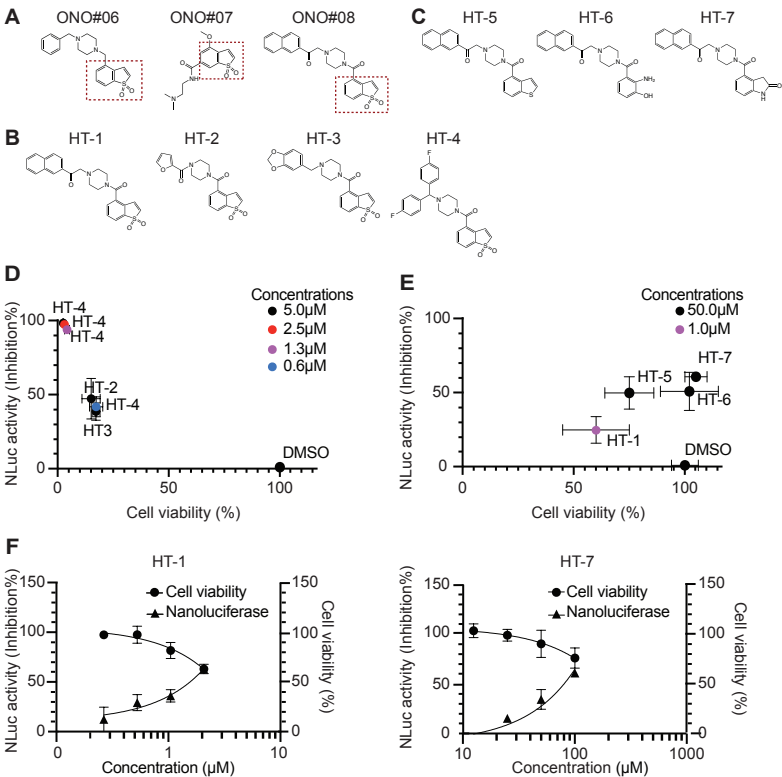 A
ONO#06
ONO#07
ONO#08
C
HT-5
HT-6
HT-7
B
HT-1
HT-2
HT-3
HT-4
D
Concentrations
5.0µM
2.5µM
1.3µM
0.6µM
HT-4
HT-4
HT-4
HT-2
HT-4
HT3
DMSO
100
50
0
0
50
100
NLuc activity (Inhibition%)
Cell viability (%)
E
Concentrations
50.0µM
1.0µM
HT-7
HT-5
HT-6
HT-1
DMSO
100
50
0
50
100
NLuc activity (Inhibition%)
Cell viability (%)
F
HT-1
Cell viability
Nanoluciferase
150
100
50
0
150
100
50
0
0
1
10
NLuc activity (Inhibition%)
Cell viability (%)
Concentration (µM)
HT-7
Cell viability
Nanoluciferase
150
100
50
0
150
100
50
0
10
100
1000
NLuc activity (Inhibition%)
Cell viability (%)
Concentration (µM)